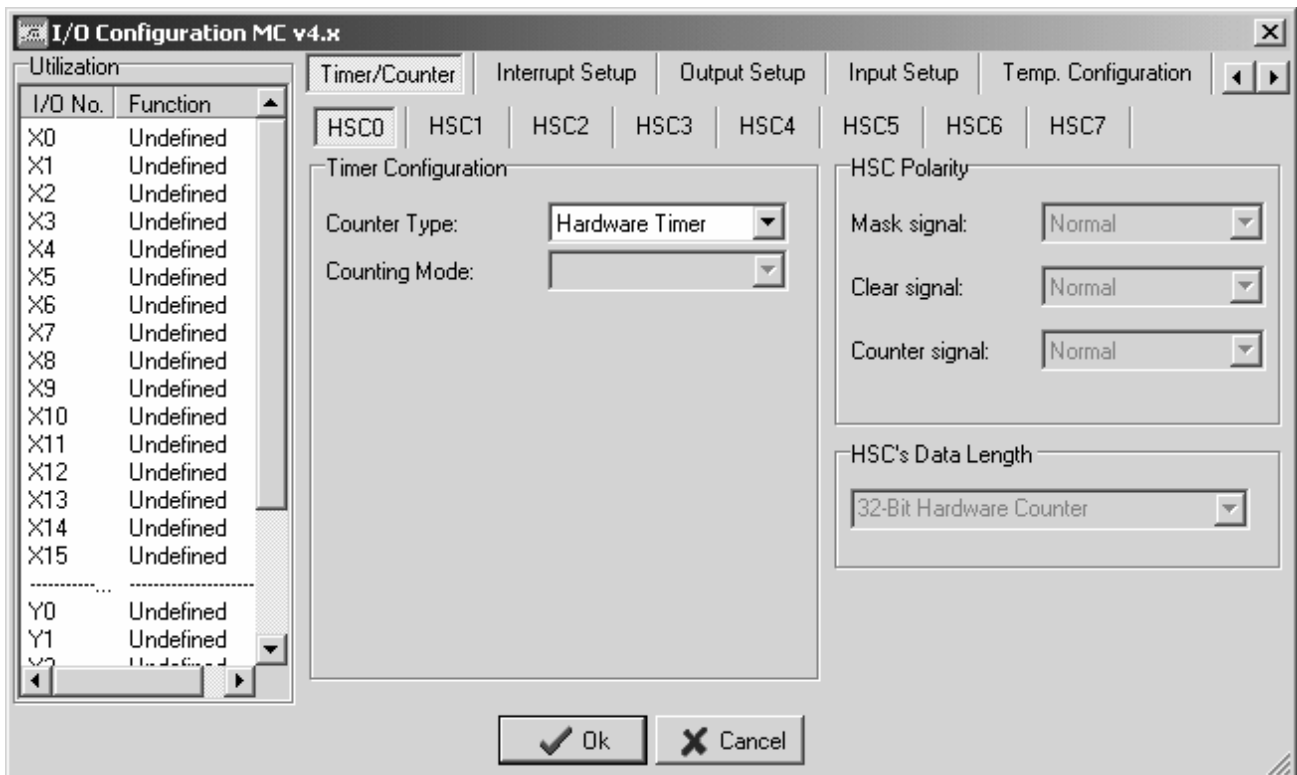 I/O Configuration MC v4.x
Utilization
I/O No. Function
X0 Undefined
X1 Undefined
X2 Undefined
X3 Undefined
X4 Undefined
X5 Undefined
X6 Undefined
X7 Undefined
X8 Undefined
X9 Undefined
X10 Undefined
X11 Undefined
X12 Undefined
X13 Undefined
X14 Undefined
X15 Undefined
----------... --------------------
Y0 Undefined
Y1 Undefined
Timer/Counter Interrupt Setup Output Setup Input Setup Temp. Configuration
HSC0 HSC1 HSC2 HSC3 HSC4 HSC5 HSC6 HSC7
Timer Configuration
Counter Type: Hardware Timer
Counting Mode:
HSC Polarity
Mask signal: Normal
Clear signal: Normal
Counter signal: Normal
HSC's Data Length
32-Bit Hardware Counter
Ok Cancel